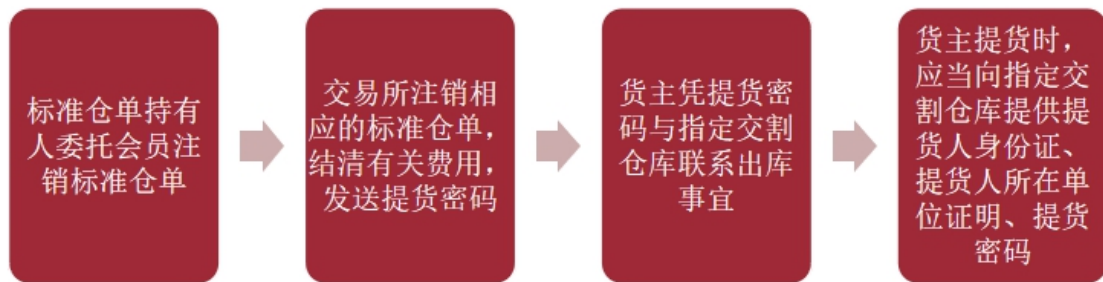 标准仓单持有
人委托会员注
销标准仓单
交易所注销相
应的标准仓单，
结清有关费用，
发送提货密码
货主凭提货密
码与指定交割
仓库联系出库
事宜
货主提货时，
应当向指定交
割仓库提供提
货人身份证、
提货人所在单
位证明、提货
密码